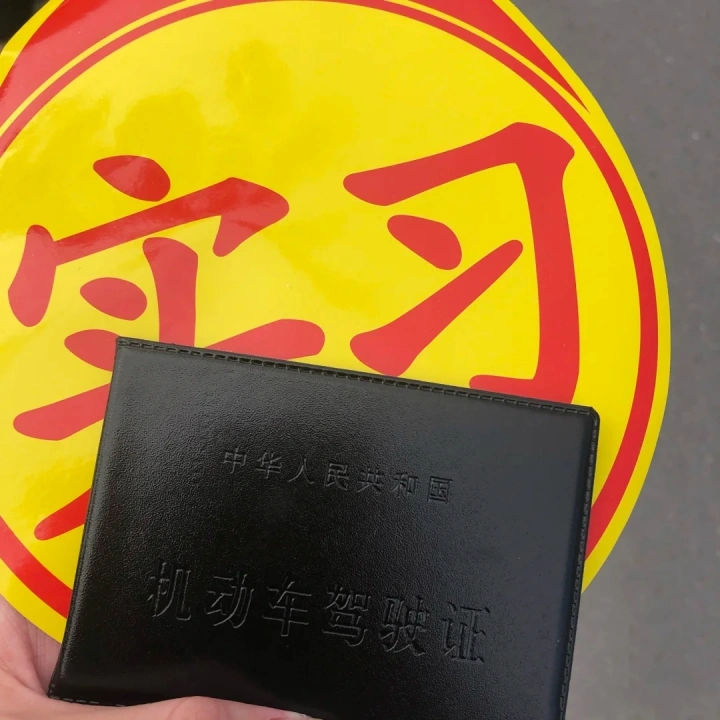 实习
中华人民共和国
机动车驾驶证